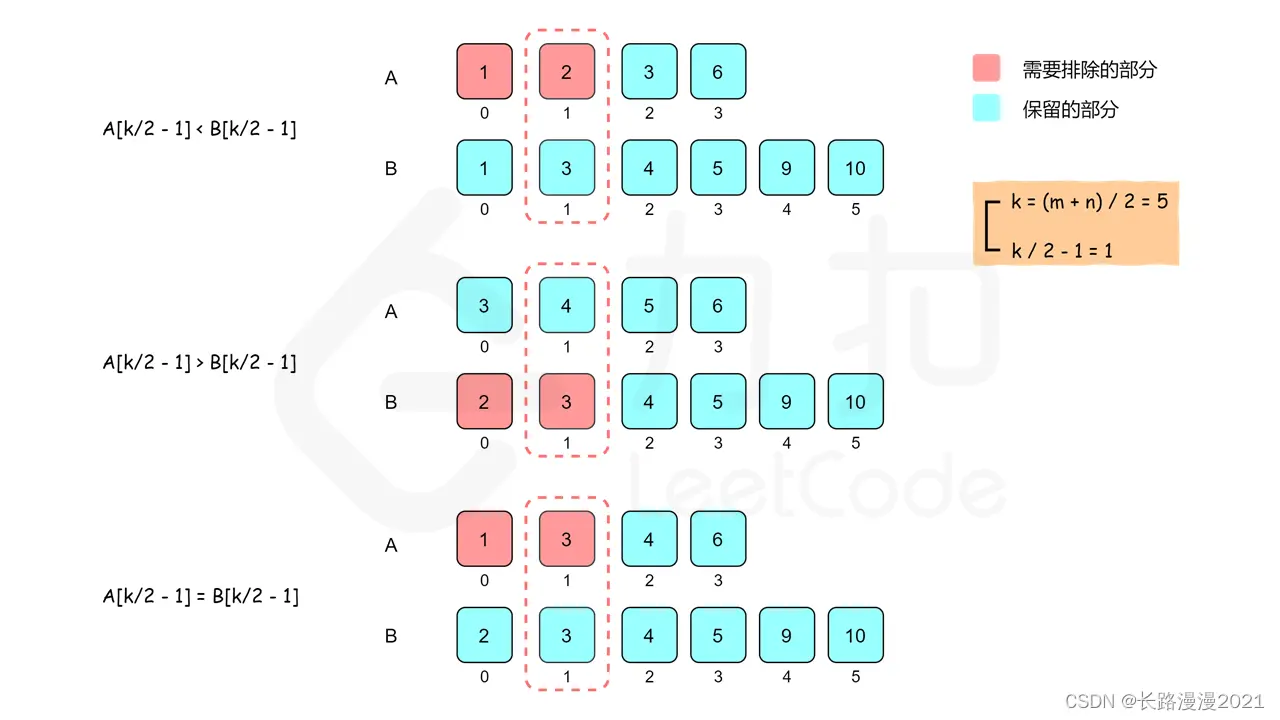 A 1 2 3 6
0 1 2 3
A[k/2 - 1] < B[k/2 - 1]
B 1 3 4 5 9 10
0 1 2 3 4 5
需要排除的部分
保留的部分
k = (m + n) / 2 = 5
k / 2 - 1 = 1
A 3 4 5 6
0 1 2 3
A[k/2 - 1] > B[k/2 - 1]
B 2 3 4 5 9 10
0 1 2 3 4 5
A 1 3 4 6
0 1 2 3
A[k/2 - 1] = B[k/2 - 1]
B 2 3 4 5 9 10
0 1 2 3 4 5
力扣
LeetCode
CSDN @长路漫漫2021